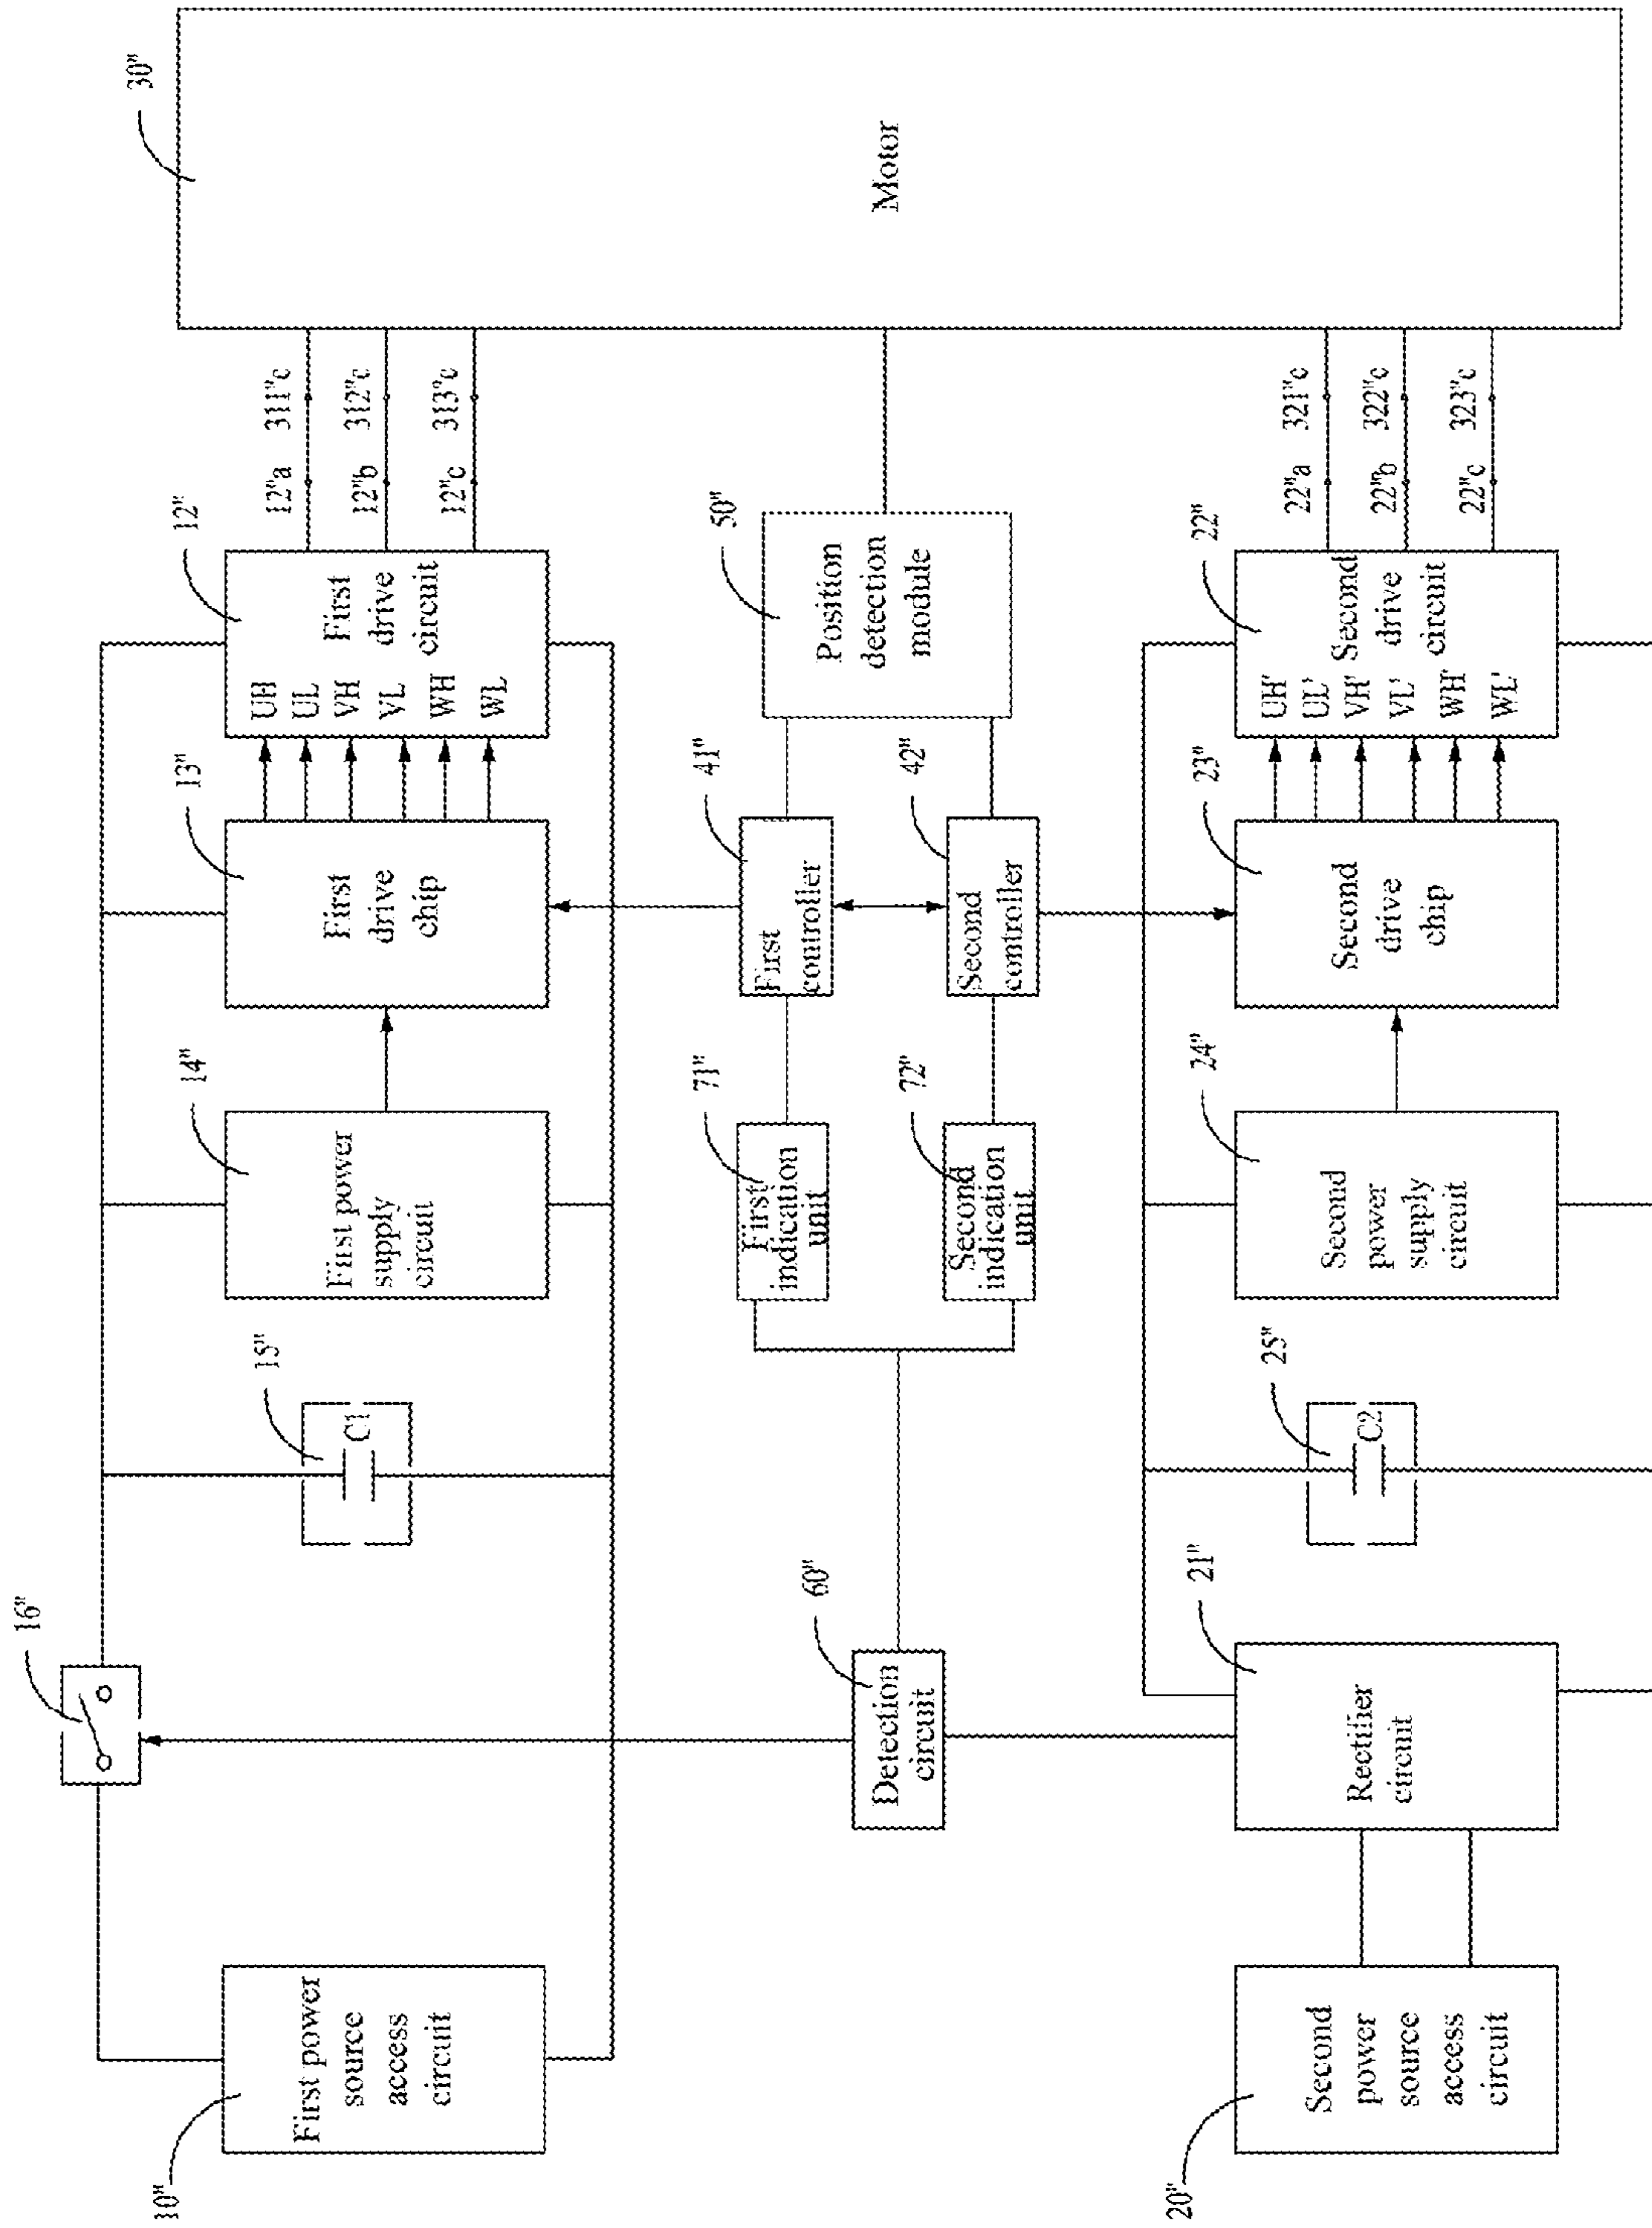 30"
Motor
311"c
312"c
313"c
12"a
12"b
12"c
321"c
322"c
323"c
22"a
22"b
22"c
12"
First
drive
circuit
UH
UL
VH
VL
WH
WL
50"
Position
detection
module
22"
Second
drive
circuit
UH'
UL'
VH'
VL'
WH'
WL'
13"
First
drive
chip
41"
First
controller
42"
Second
controller
23"
Second
drive
chip
14"
First power
supply
circuit
71"
First
indication
unit
72"
Second
indication
unit
24"
Second
power
supply
circuit
15"
C1
25"
C2
16"
60"
Detection
circuit
21"
Rectifier
circuit
10"
First power
source
access
circuit
20"
Second
power
source
access
circuit